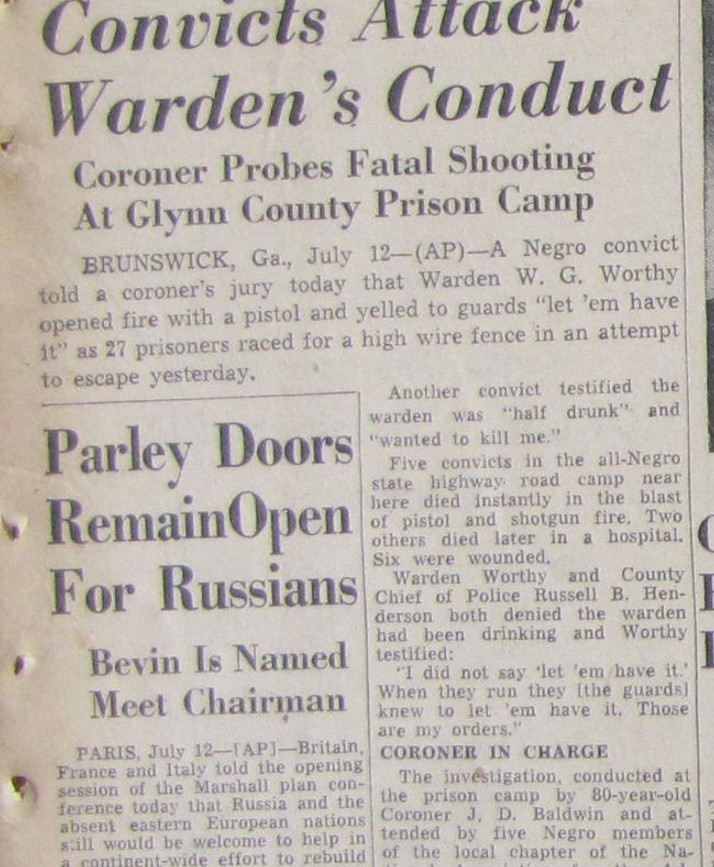 Convicts Attack
Warden's Conduct
Coroner Probes Fatal Shooting
At Glynn County Prison Camp
BRUNSWICK, Ga., July 12—(AP)—A Negro convict
told a coroner's jury today that Warden W. G. Worthy
opened fire with a pistol and yelled to guards "let 'em have
it" as 27 prisoners raced for a high wire fence in an attempt
to escape yesterday.
Another convict testified the
warden was "half drunk" and
"wanted to kill me."
Five convicts in the all-Negro
state highway road camp near
here died instantly in the blast
of pistol and shotgun fire. Two
others died later in a hospital.
Six were wounded.
Warden Worthy and County
Chief of Police Russell B. Hen-
derson both denied the warden
had been drinking and Worthy
testified:
"I did not say 'let 'em have it.'
When they run they [the guards]
knew to let 'em have it. Those
are my orders."
CORONER IN CHARGE
The investigation, conducted at
the prison camp by 80-year-old
Coroner J. D. Baldwin and at-
tended by five Negro members
of the local chapter of the Na-
Parley Doors
RemainOpen
For Russians
Bevin Is Named
Meet Chairman
PARIS, July 12—[AP]—Britain,
France and Italy told the opening
session of the Marshall plan con-
ference today that Russia and the
absent eastern European nations
still would be welcome to help in
a continent-wide effort to rebuild